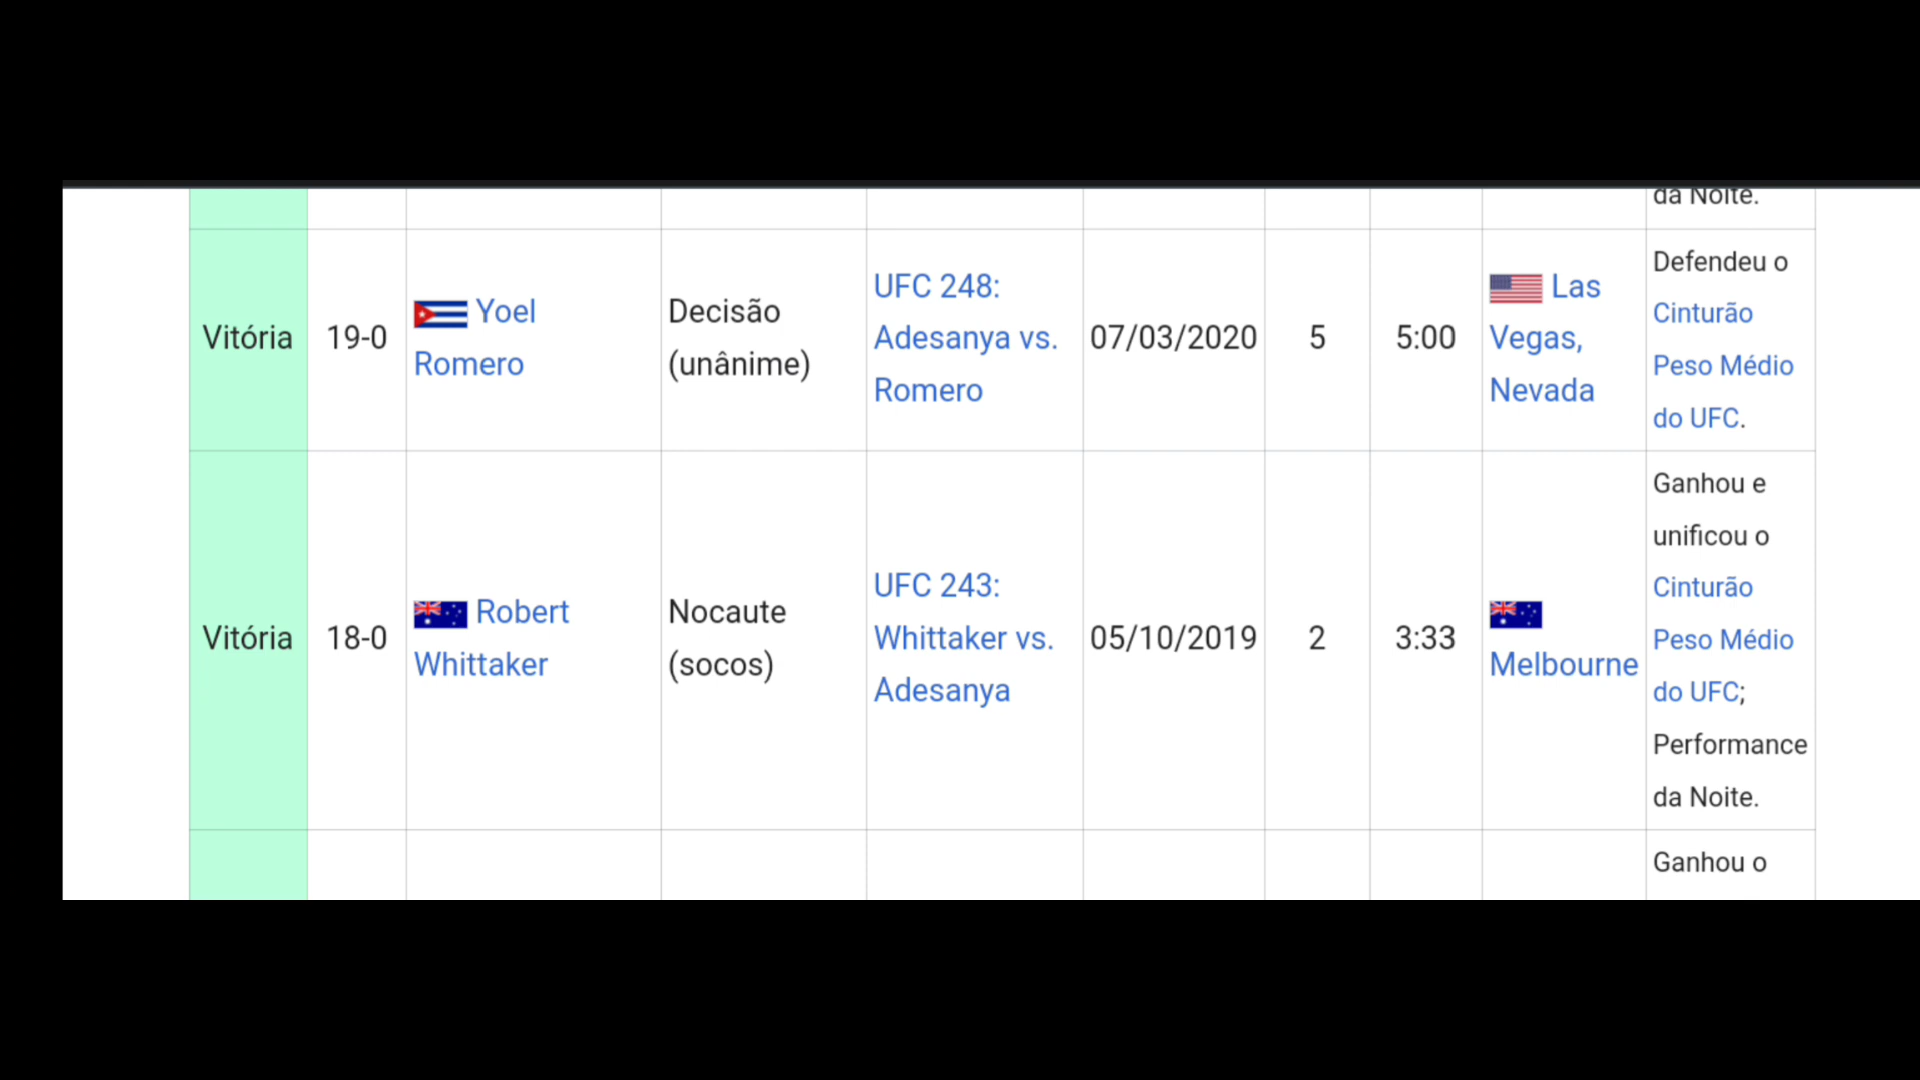 da Noite.
Vitória
19-0
Yoel
Romero
Decisão
(unânime)
UFC 248:
Adesanya vs.
Romero
07/03/2020
5
5:00
Las
Vegas,
Nevada
Defendeu o
Cinturão
Peso Médio
do UFC.
Vitória
18-0
Robert
Whittaker
Nocaute
(socos)
UFC 243:
Whittaker vs.
Adesanya
05/10/2019
2
3:33
Melbourne
Ganhou e
unificou o
Cinturão
Peso Médio
do UFC;
Performance
da Noite.
Ganhou o